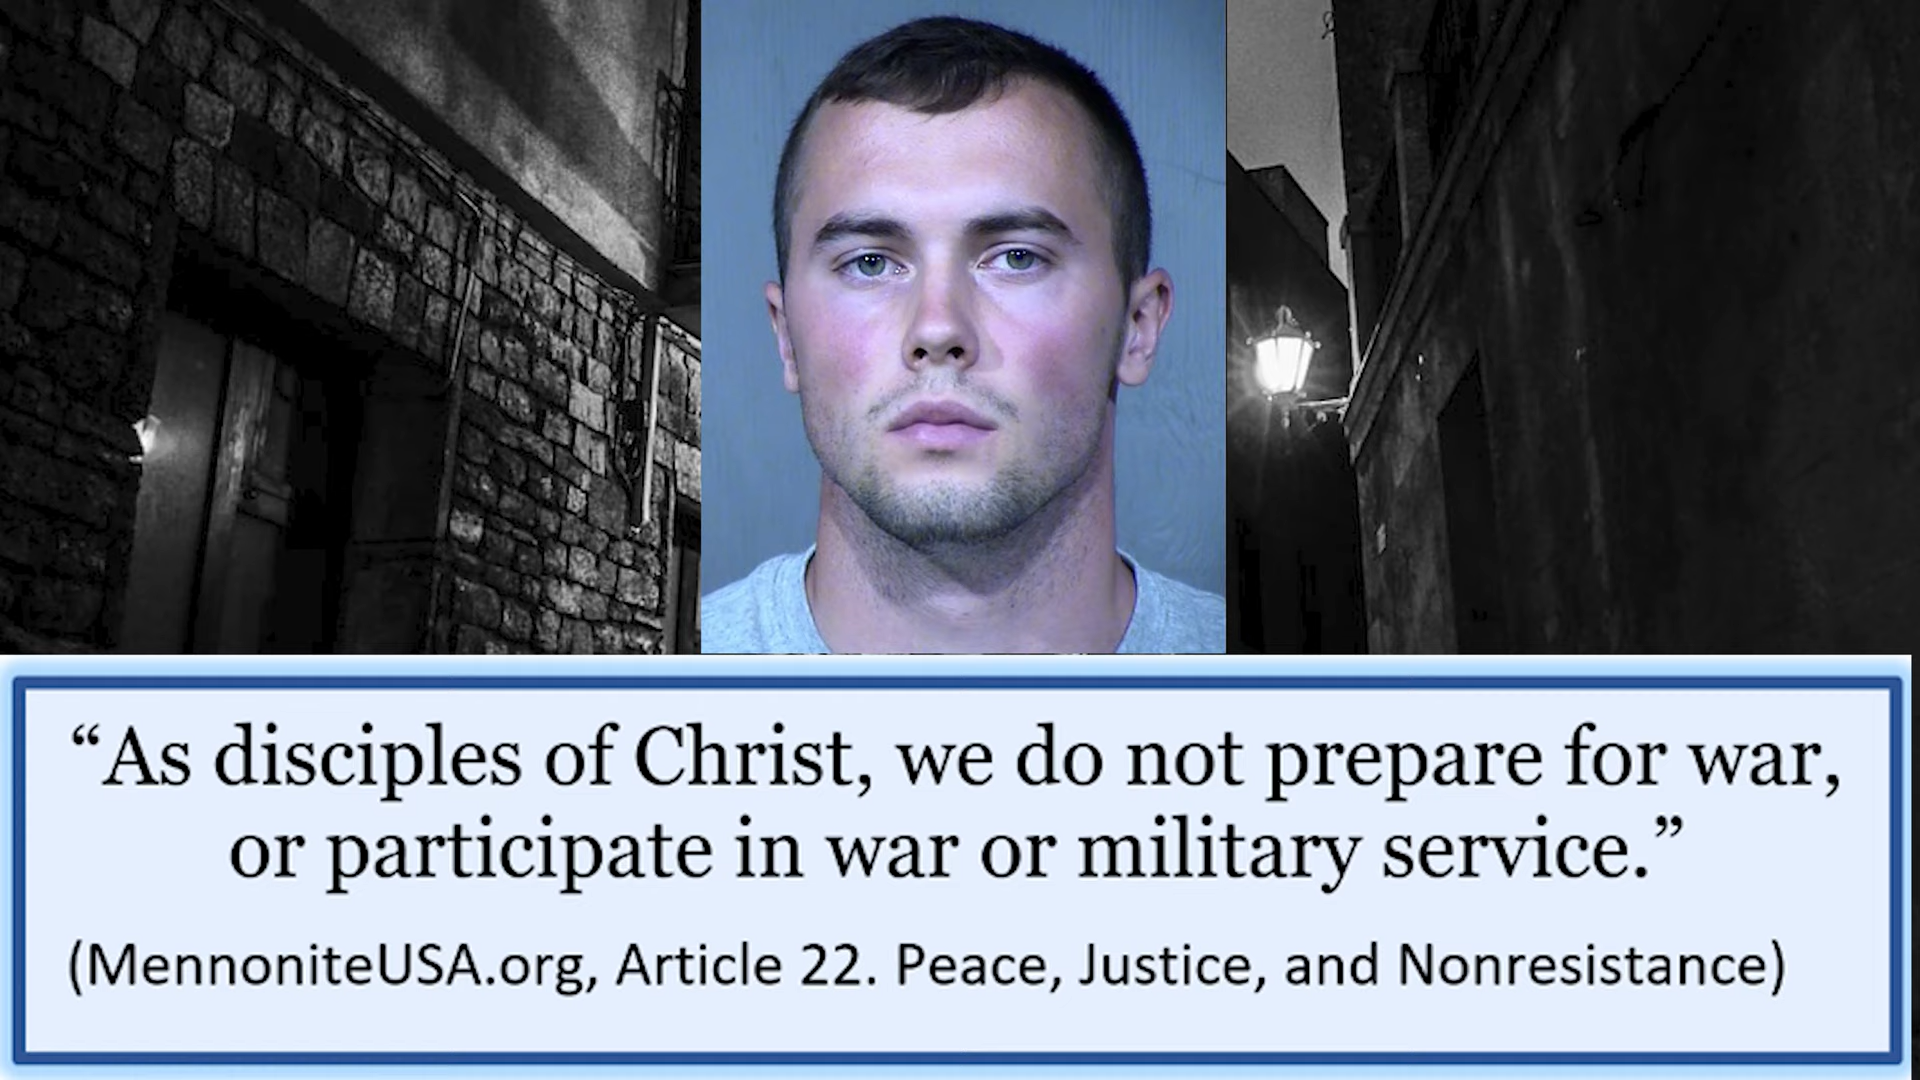 “As disciples of Christ, we do not prepare for war,
or participate in war or military service.”
(MennoniteUSA.org, Article 22. Peace, Justice, and Nonresistance)